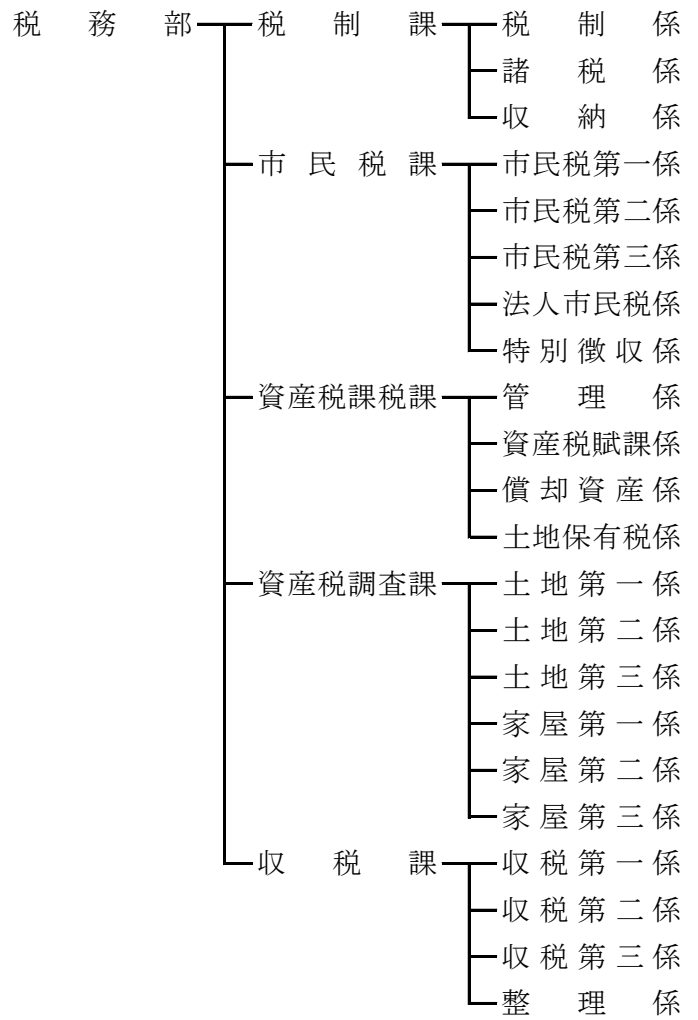 税務部 税制課 税制係
諸税係
収納係
市民税課 市民税第一係
市民税第二係
市民税第三係
法人市民税係
特別徴収係
資産税課税課 管理係
資産税賦課係
償却資産係
土地保有税係
資産税調査課 土地第一係
土地第二係
土地第三係
家屋第一係
家屋第二係
家屋第三係
収税課 収税第一係
収税第二係
収税第三係
整理係